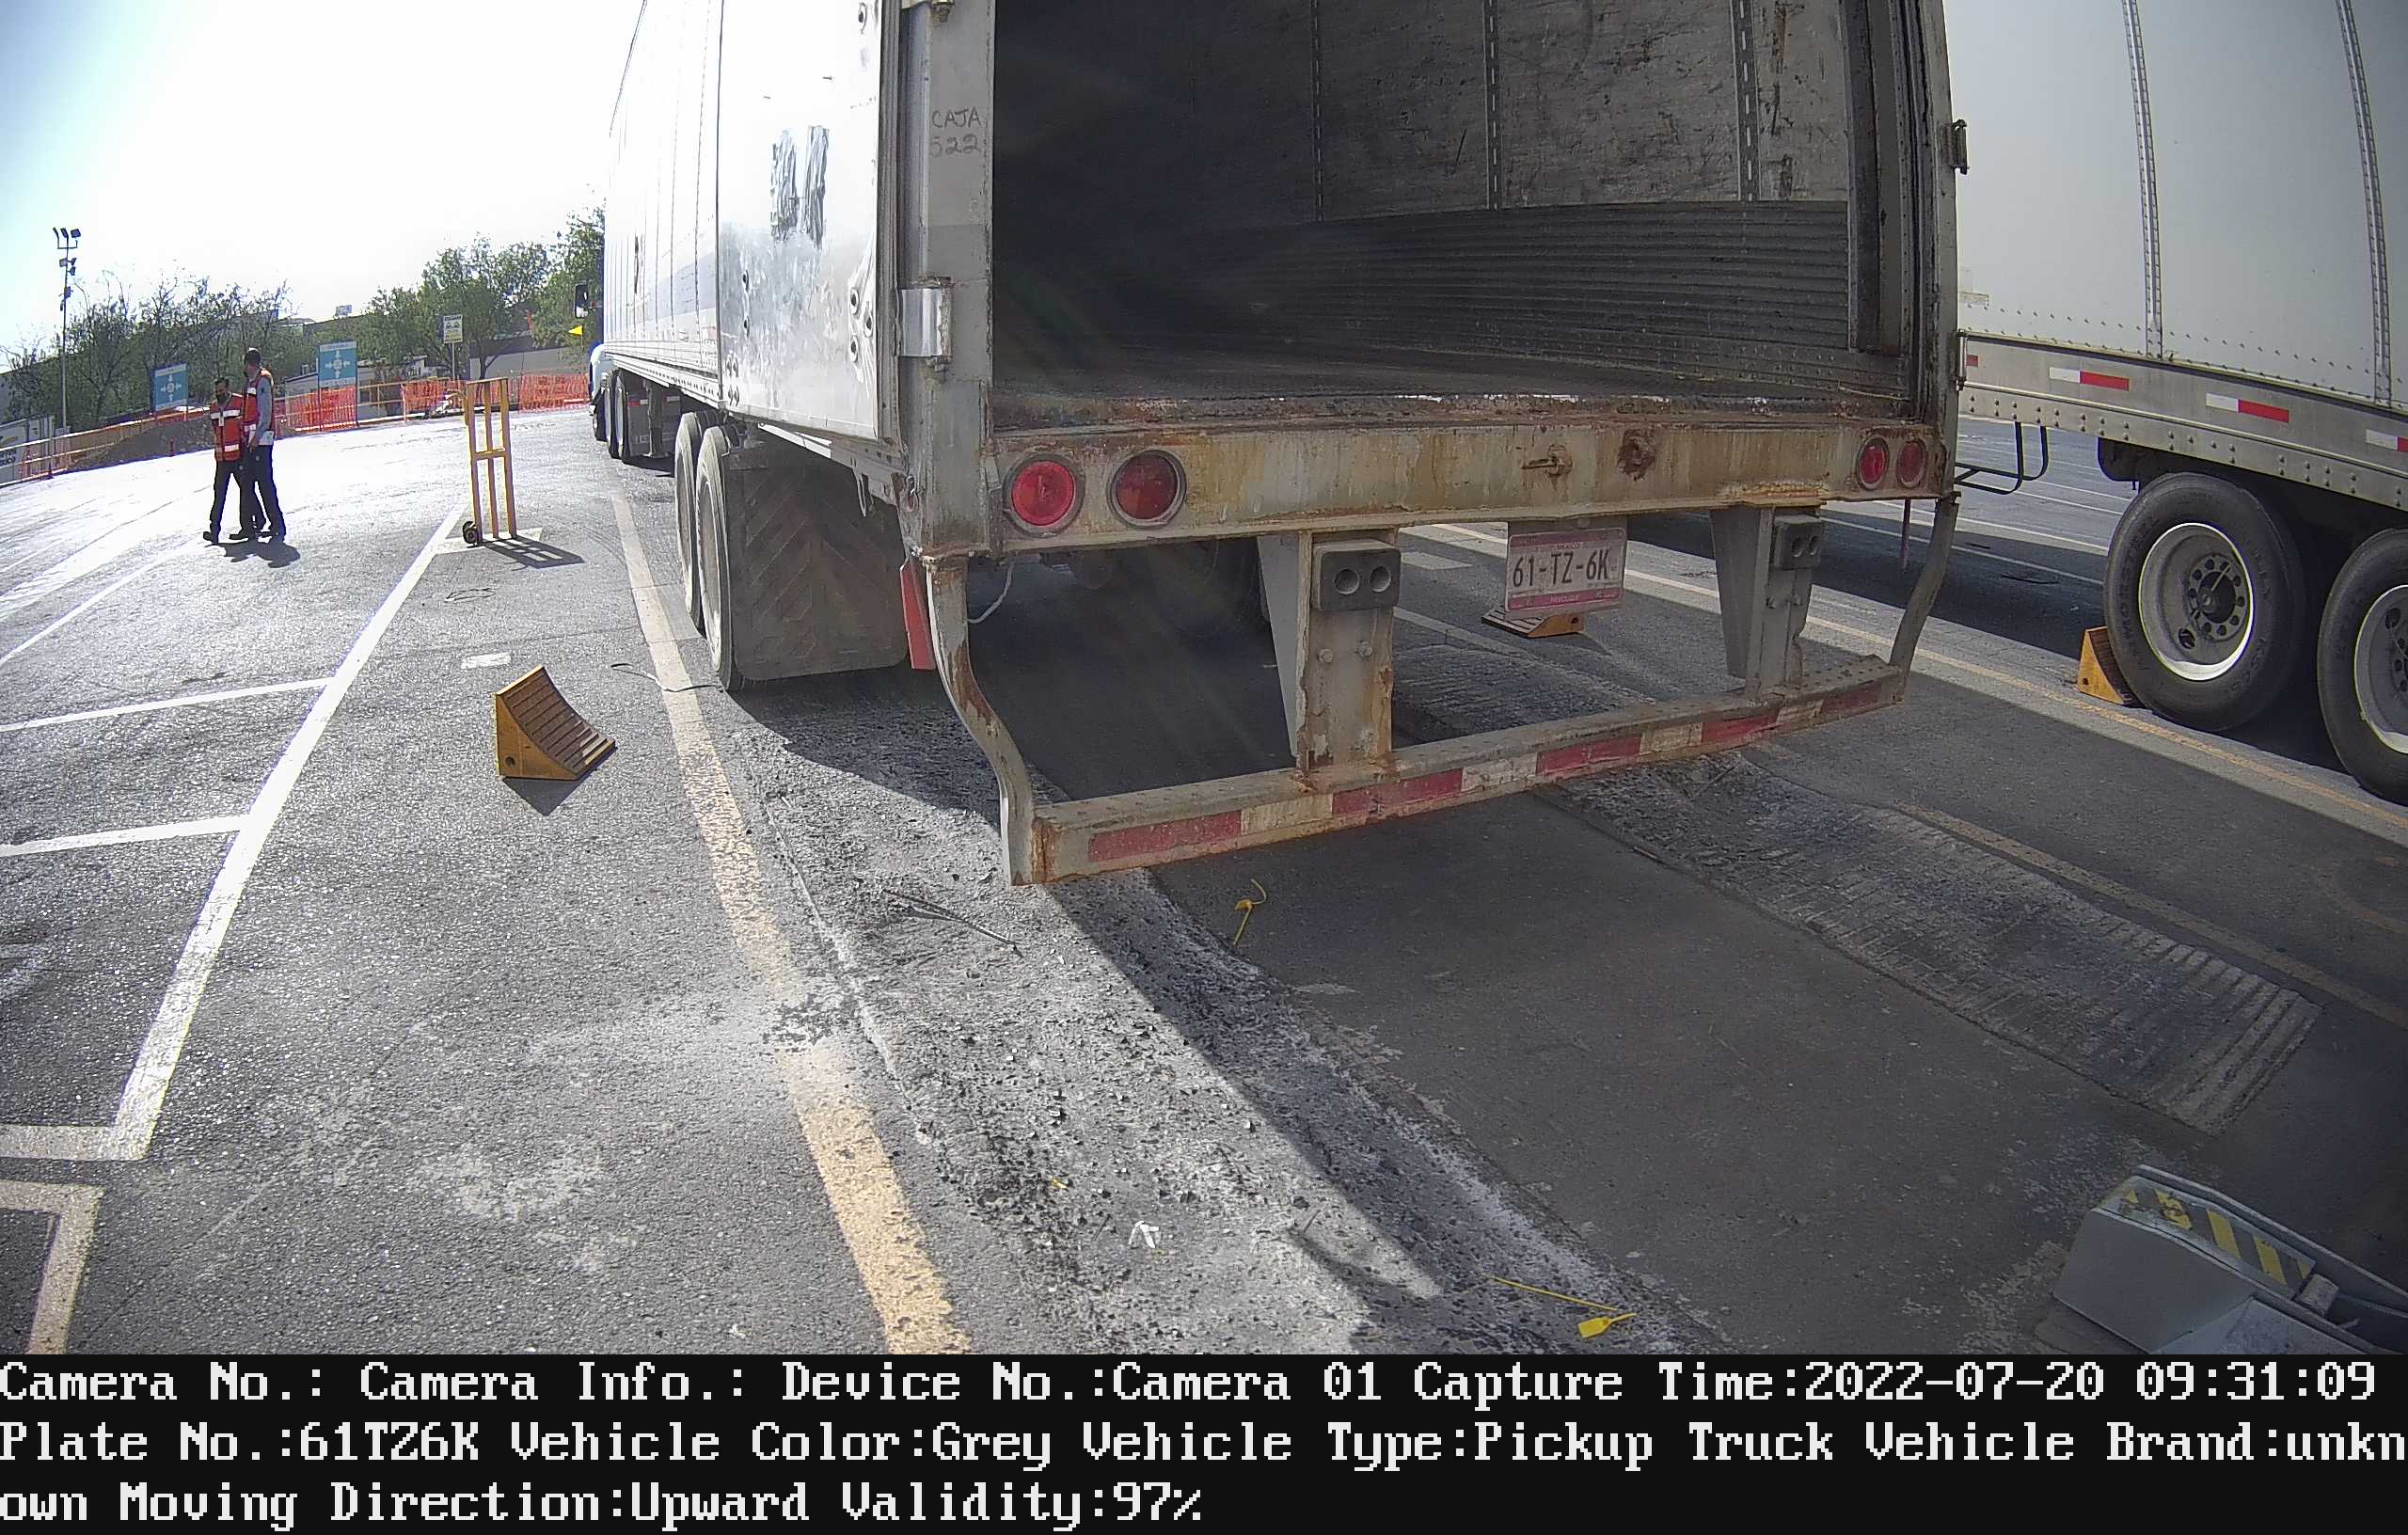 CAJA
522
61-TZ-6K
Camera No.: Camera Info.: Device No.:Camera 01 Capture Time:2022-07-20 09:31:09
Plate No.:61TZ6K Vehicle Color:Grey Vehicle Type:Pickup Truck Vehicle Brand:unkn
own Moving Direction:Upward Validity:97%